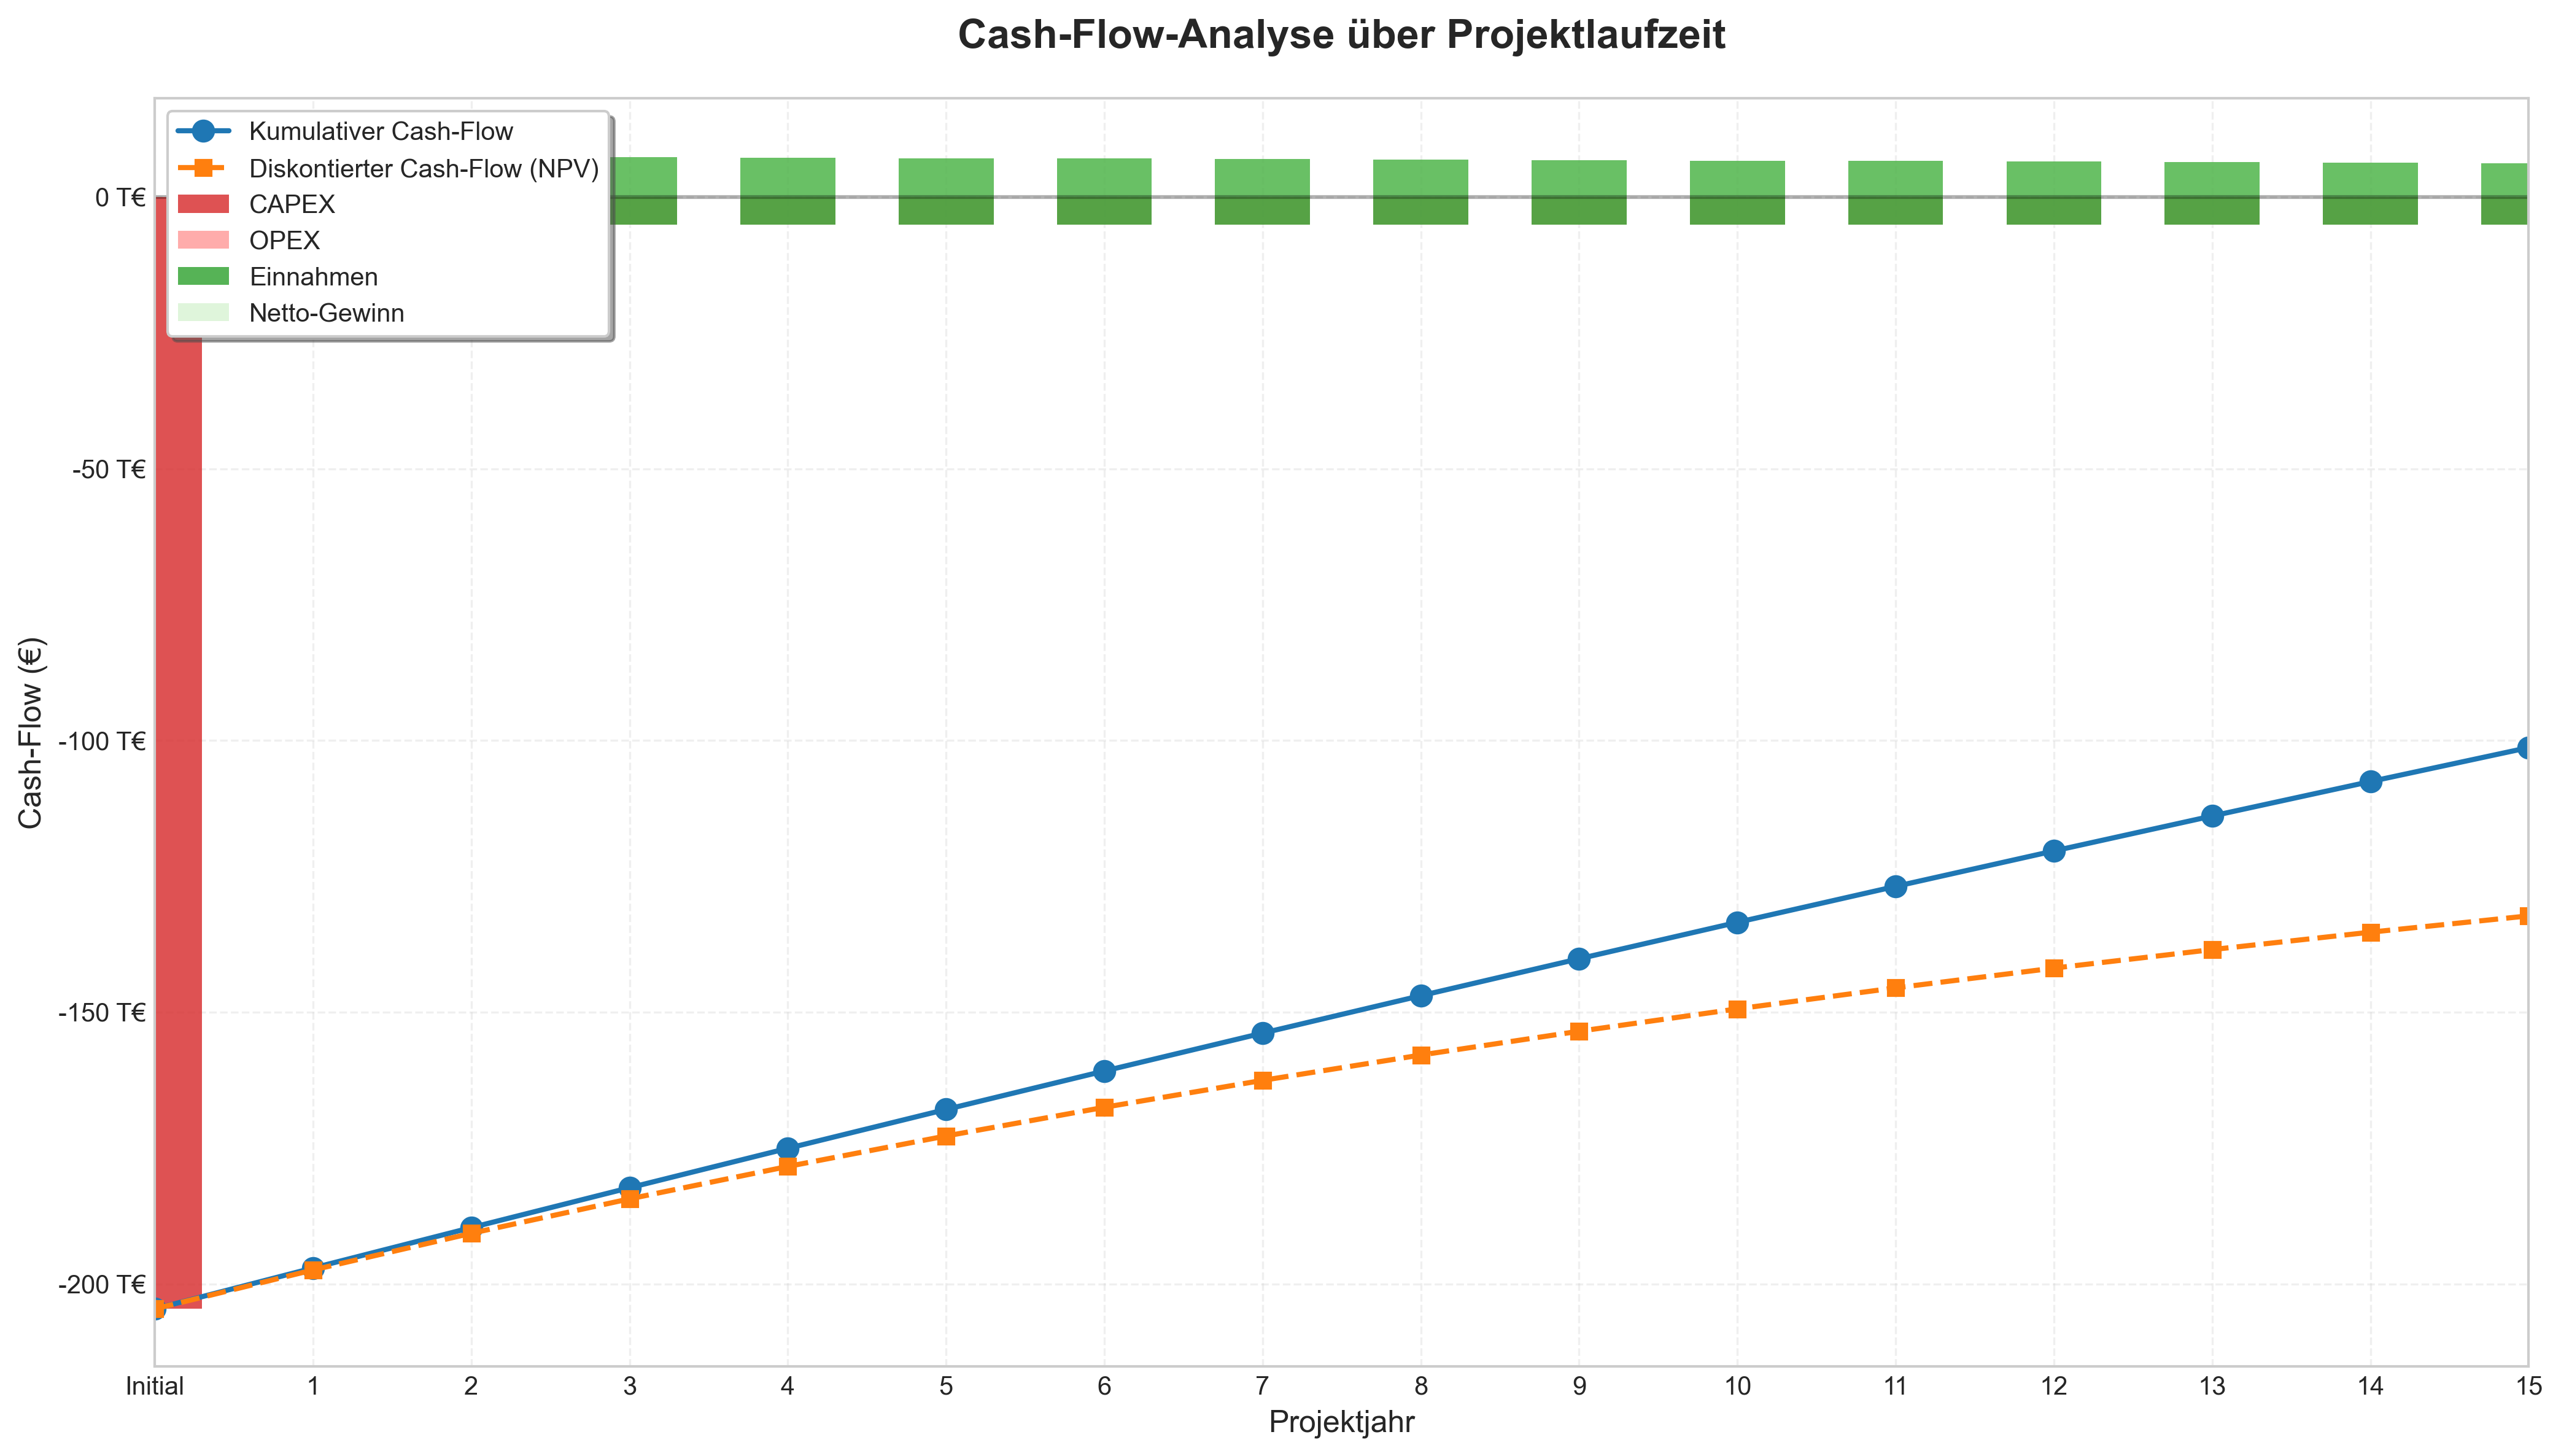 Cash-Flow-Analyse über Projektlaufzeit
Kumulativer Cash-Flow
Diskontierter Cash-Flow (NPV)
CAPEX
OPEX
Einnahmen
Netto-Gewinn
0 T€
-50 T€
-100 T€
-150 T€
-200 T€
Cash-Flow (€)
Initial 1 2 3 4 5 6 7 8 9 10 11 12 13 14 15
Projektjahr